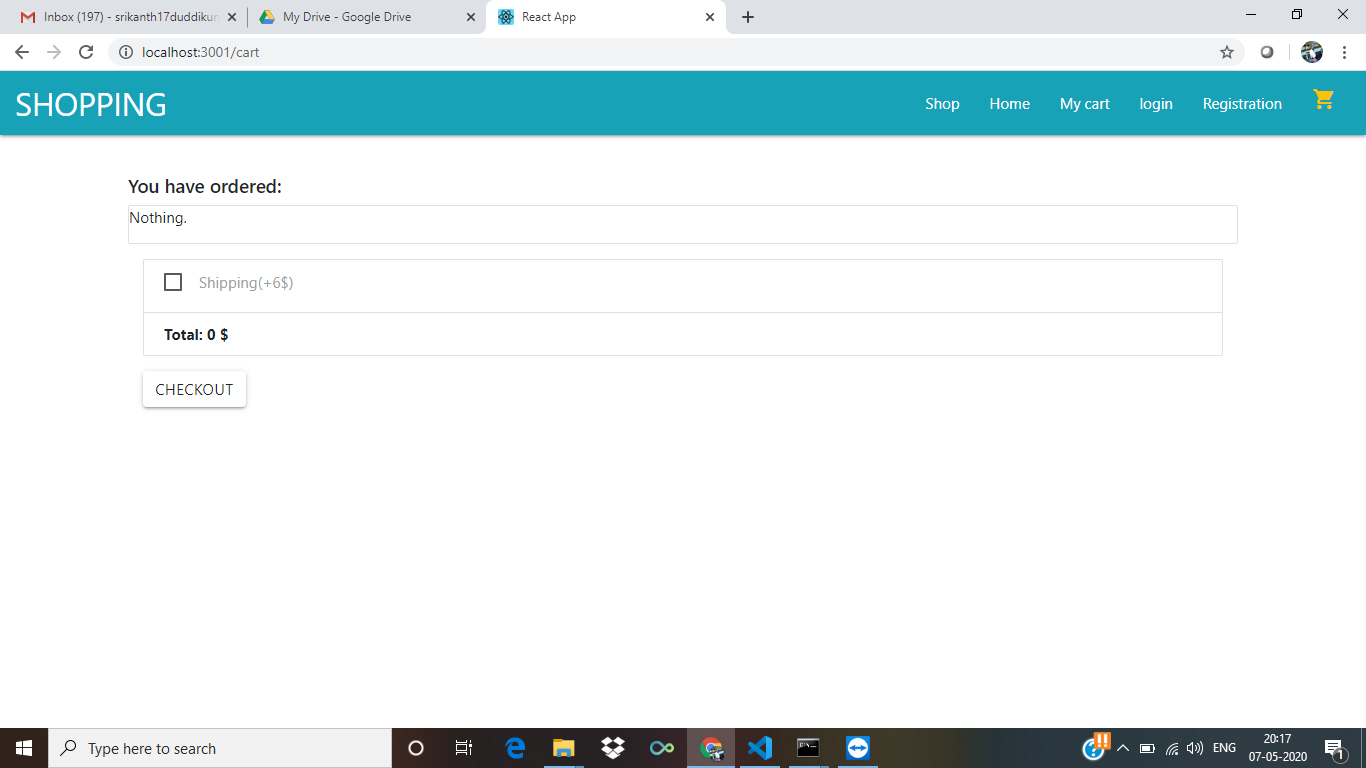 Inbox (197) - srikanth17duddikun
My Drive - Google Drive
React App
localhost:3001/cart
SHOPPING
Shop
Home
My cart
login
Registration
You have ordered:
Nothing.
Shipping(+6$)
Total: 0 $
CHECKOUT
Type here to search
ENG
20:17
07-05-2020
1